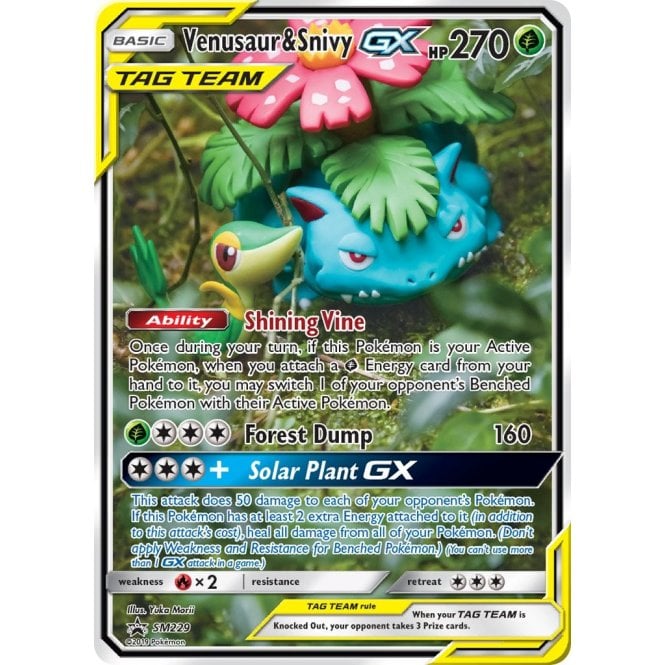 BASIC Venusaur&Snivy GX HP270
TAG TEAM
Ability Shining Vine
Once during your turn, if this Pokémon is your Active
Pokémon, when you attach a Energy card from your
hand to it, you may switch 1 of your opponent's Benched
Pokémon with their Active Pokémon.
Forest Dump 160
+ Solar Plant GX
This attack does 50 damage to each of your opponent's Pokémon.
If this Pokémon has at least 2 extra Energy attached to it (in addition
to this attack's cost), heal all damage from all of your Pokémon. (Don't
apply Weakness and Resistance for Benched Pokémon.) (You can't use more
than 1 GX attack in a game.)
weakness ×2 resistance retreat
Illus. Yuka Morii
SM229
©2019 Pokémon
TAG TEAM rule
When your TAG TEAM is
Knocked Out, your opponent takes 3 Prize cards.